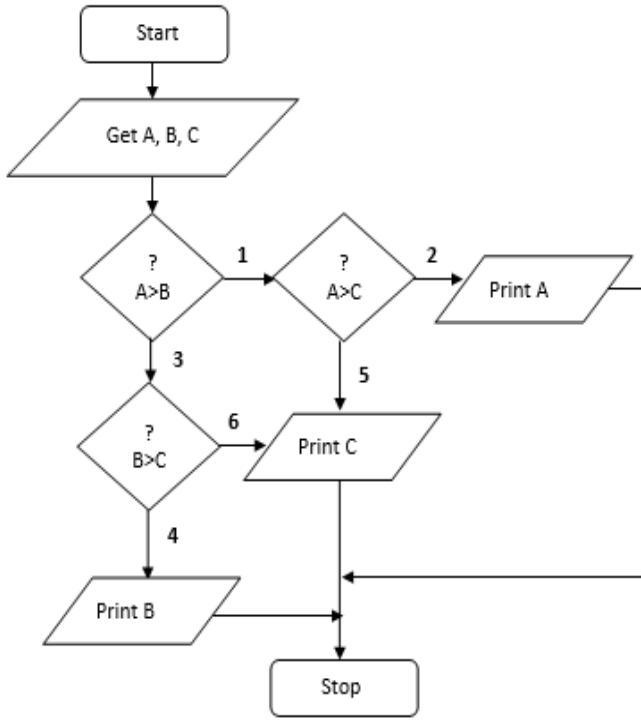 Start
Get A, B, C
?
A>B
1
?
A>C
2
Print A
3
5
?
B>C
6
Print C
4
Print B
Stop